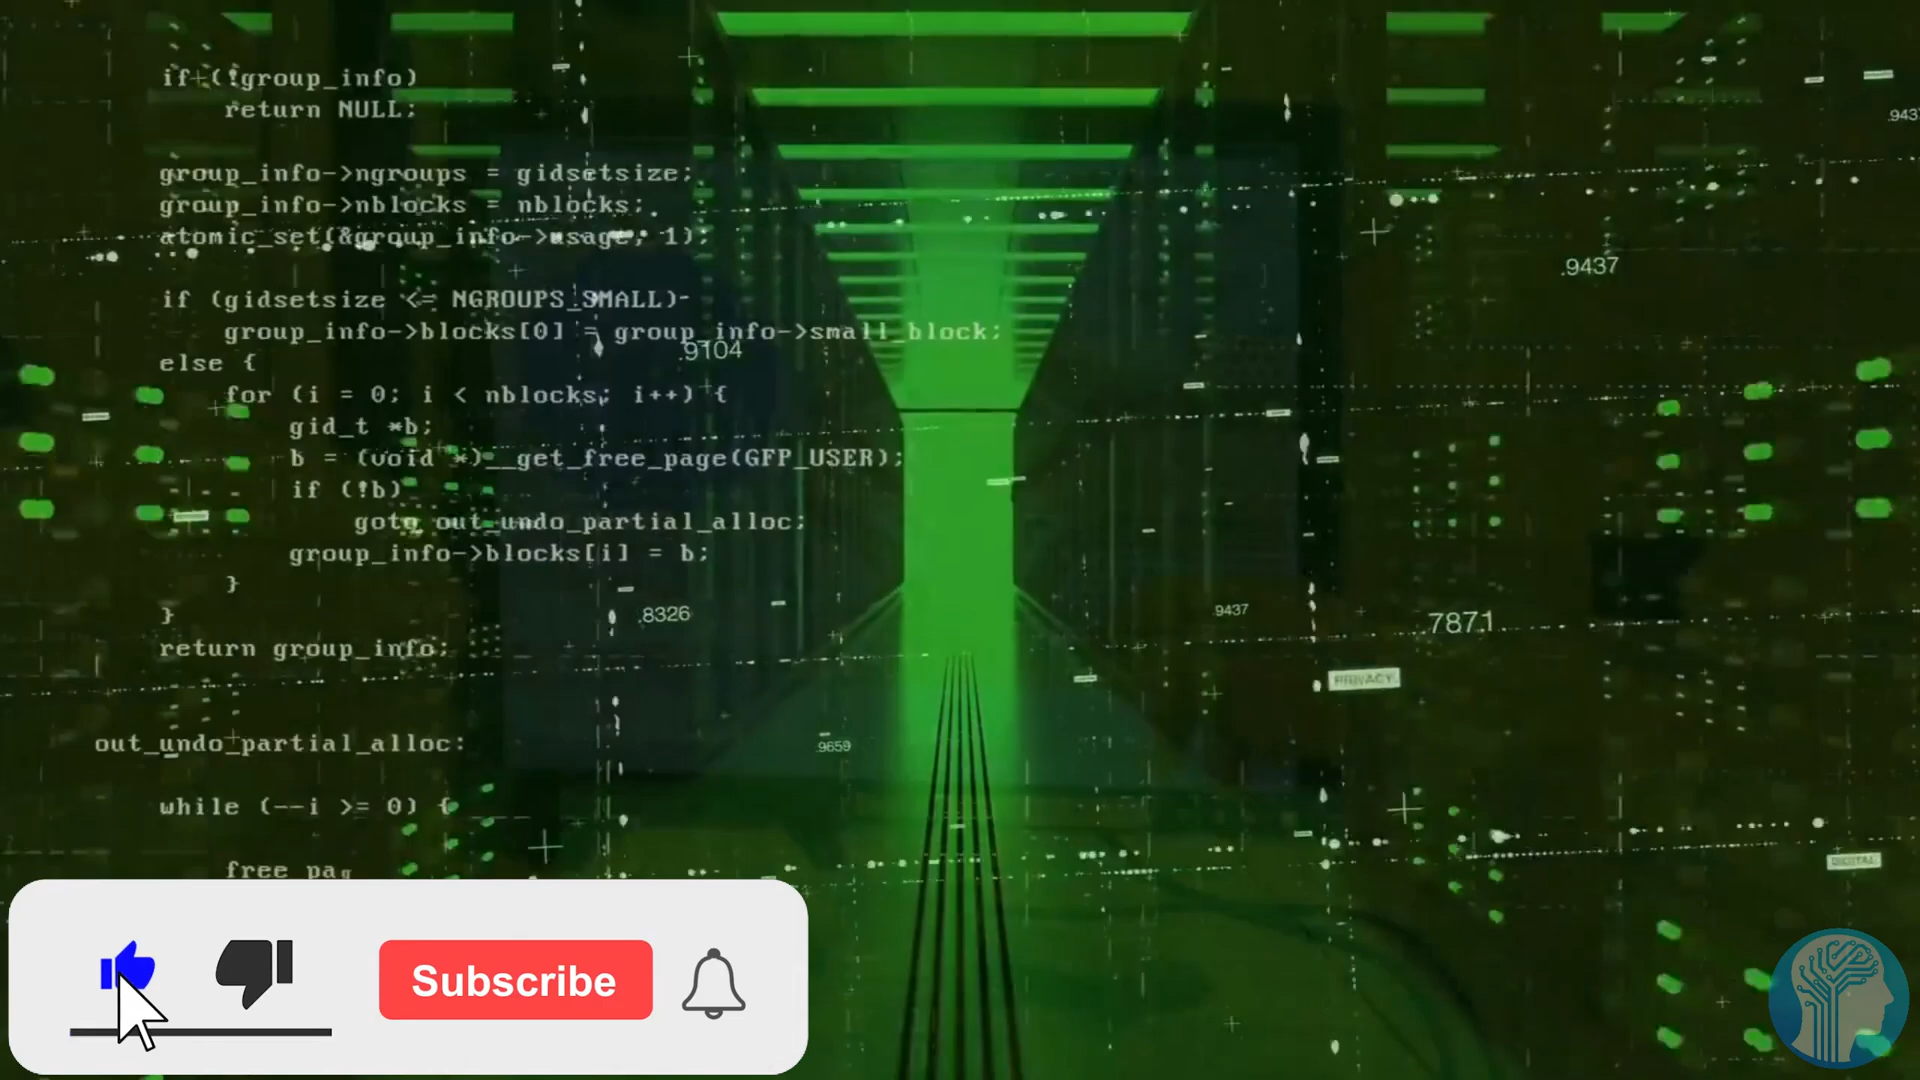 if (!group_info)
return NULL;
group_info->ngroups = gidsetsize;
group_info->nblocks = nblocks;
atomic_set(&group_info->usage, 1);
if (gidsetsize <= NGROUPS_SMALL)
group_info->blocks[0] = group_info->small_block;
else {
for (i = 0; i < nblocks; i++) {
gid_t *b;
b = (void *)__get_free_page(GFP_USER);
if (!b)
goto out_undo_partial_alloc;
group_info->blocks[i] = b;
}
}
return group_info;
out_undo_partial_alloc:
while (--i >= 0) {
free_pag
.9437
.9437
.9104
.8326
.9437
7871
PRIVACY
.9659
DIGITAL
Subscribe